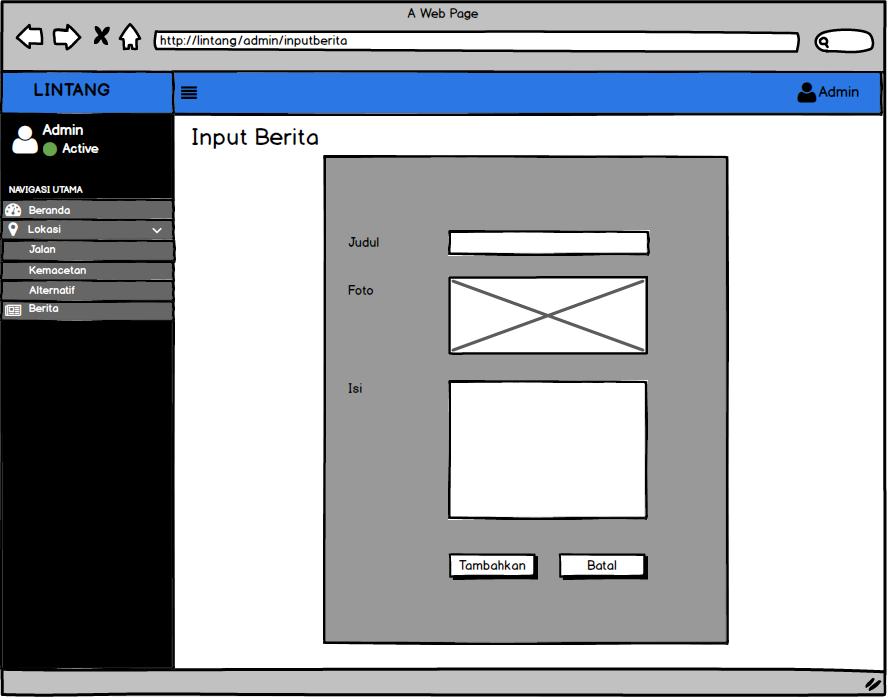 A Web Page
http://lintang/admin/inputberita
LINTANG
Admin
Admin
Active
NAVIGASI UTAMA
Beranda
Lokasi
Jalan
Kemacetan
Alternatif
Berita
Input Berita
Judul
Foto
Isi
Tambahkan
Batal